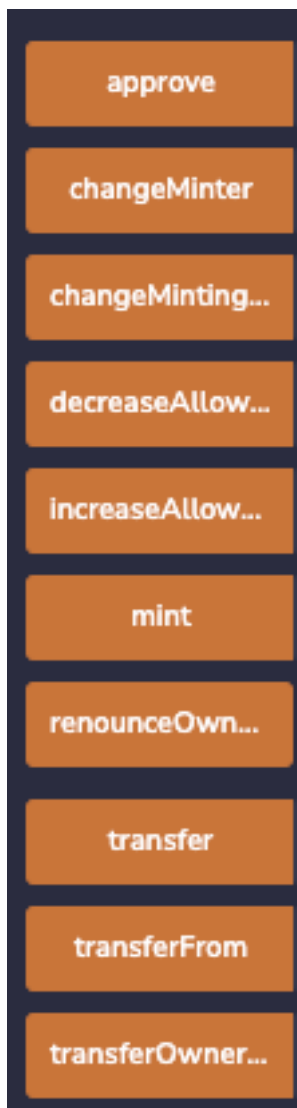 approve
changeMinter
changeMinting...
decreaseAllow...
increaseAllow...
mint
renounceOwn...
transfer
transferFrom
transferOwner...